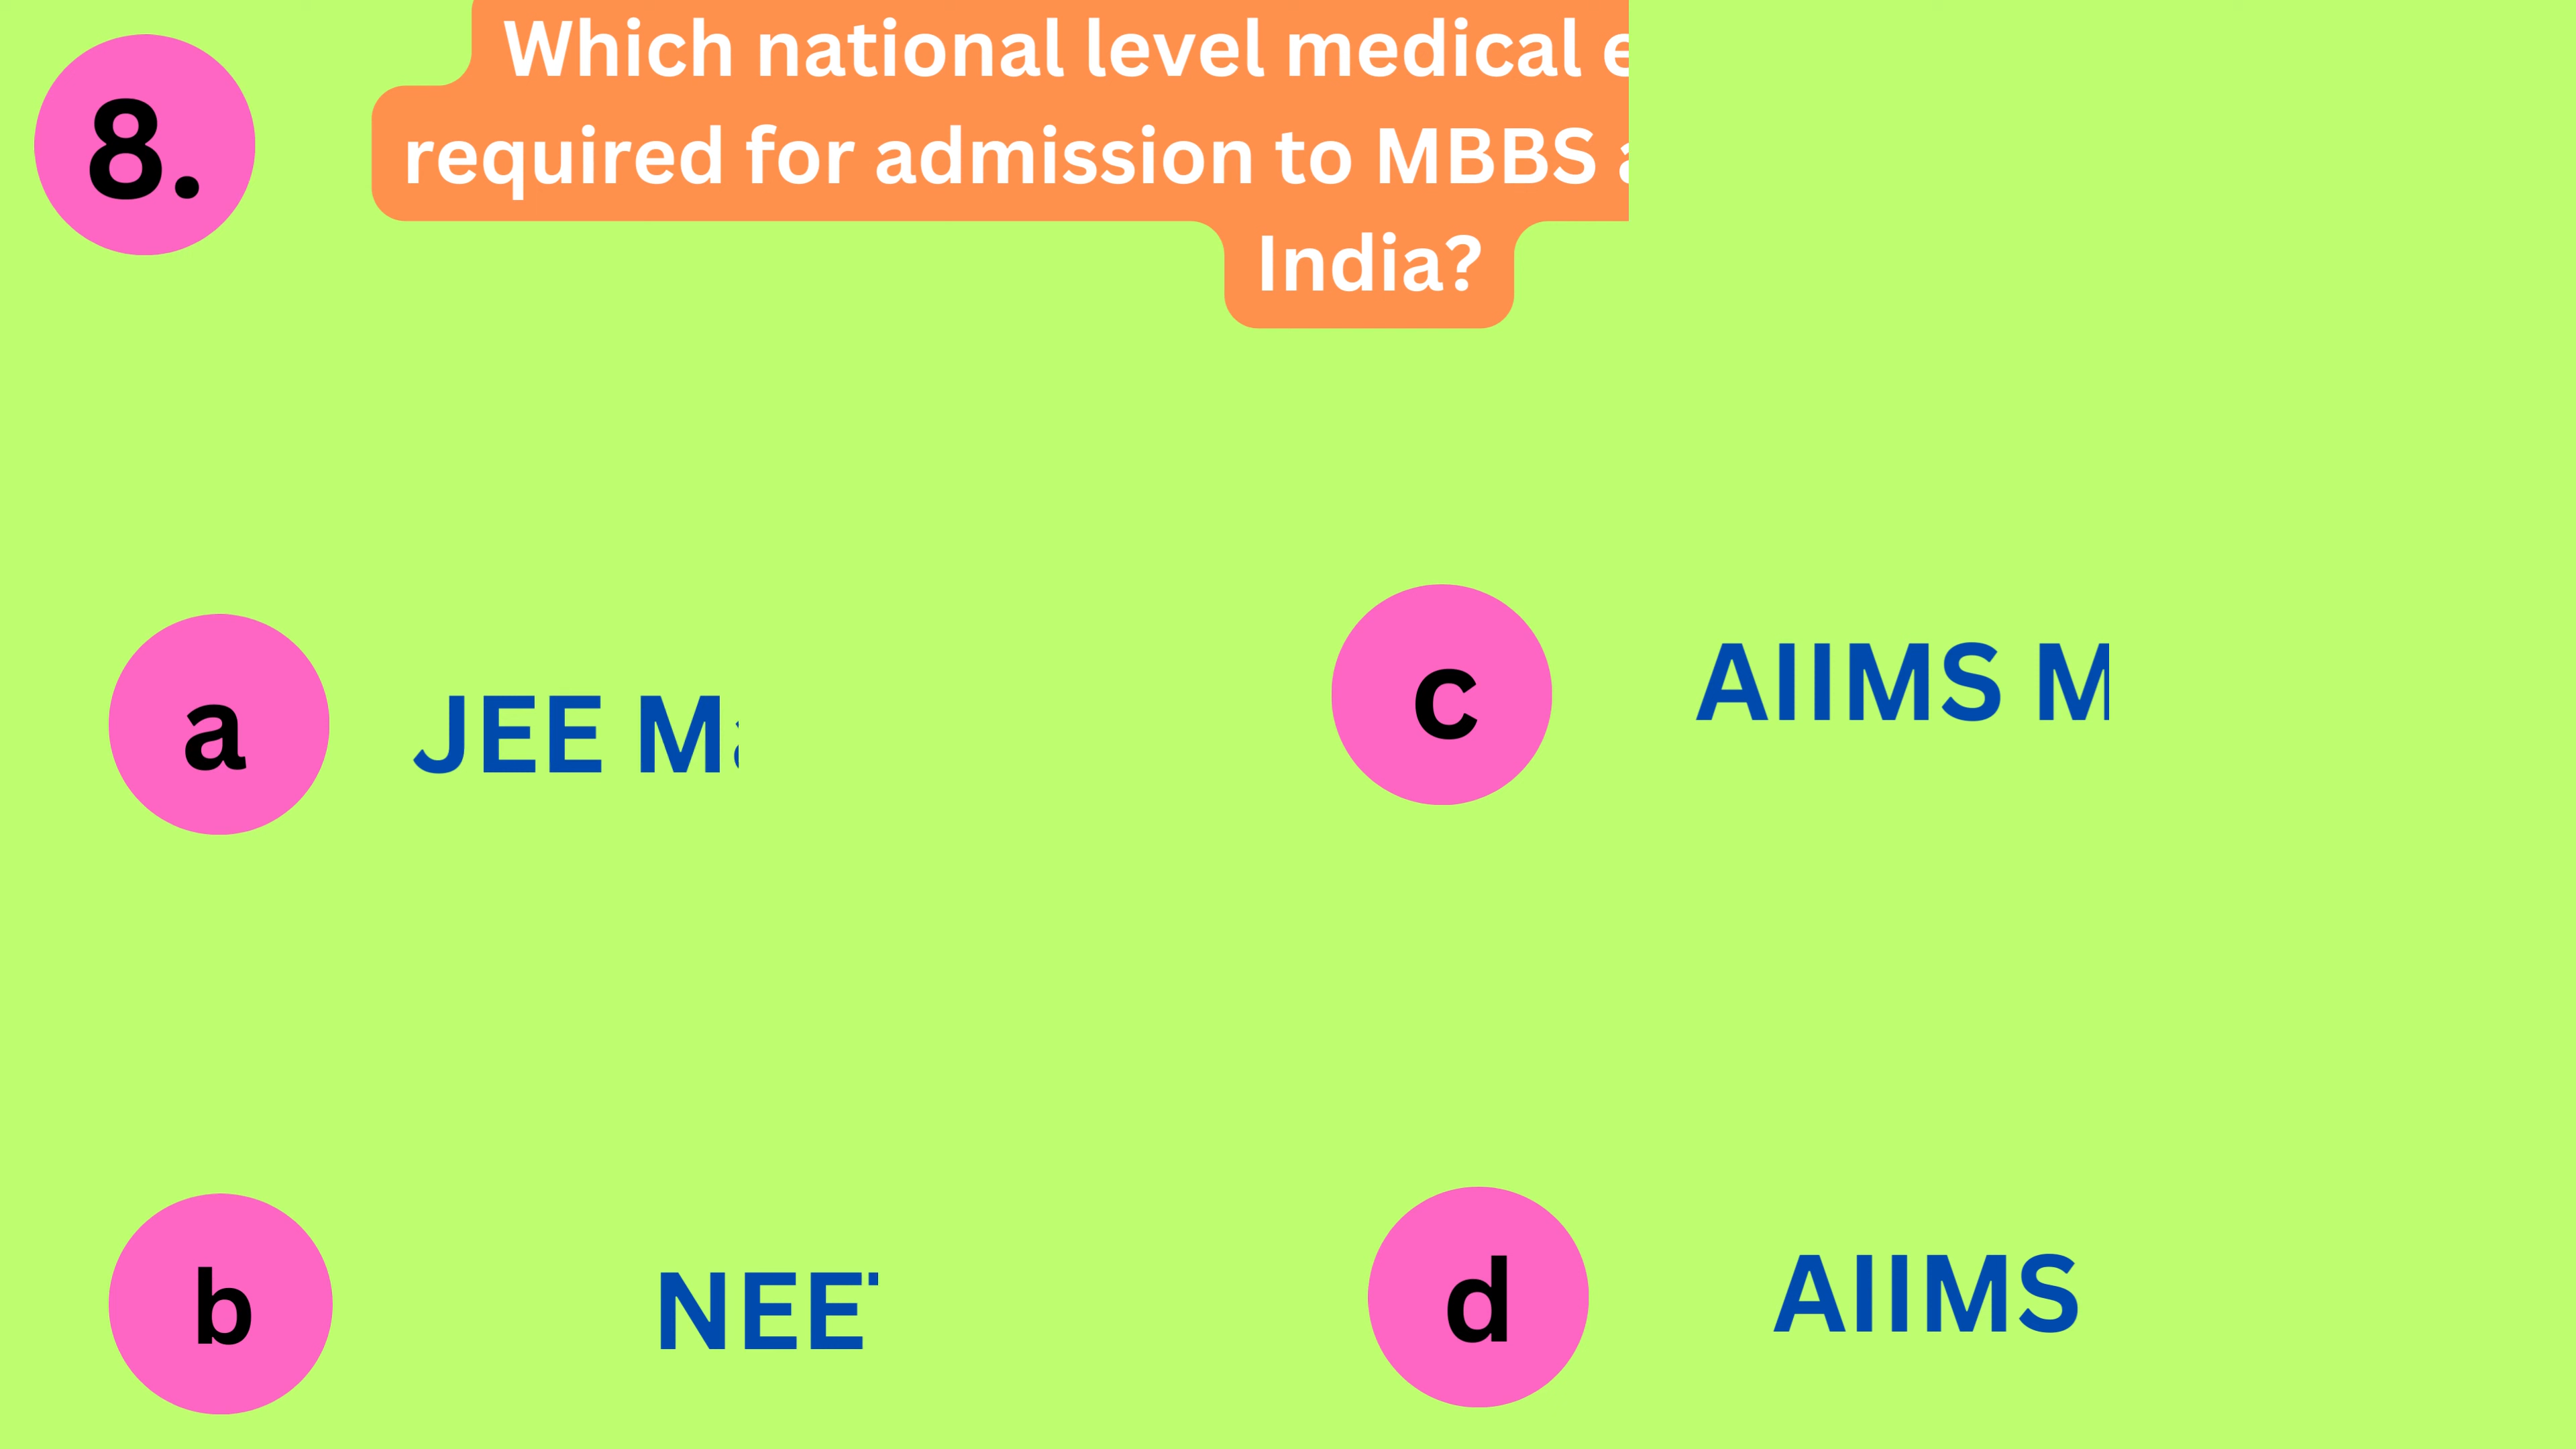 8.
Which national level medical
required for admission to MBBS
India?
a
JEE
c
AIIMS
b
d
AIIMS